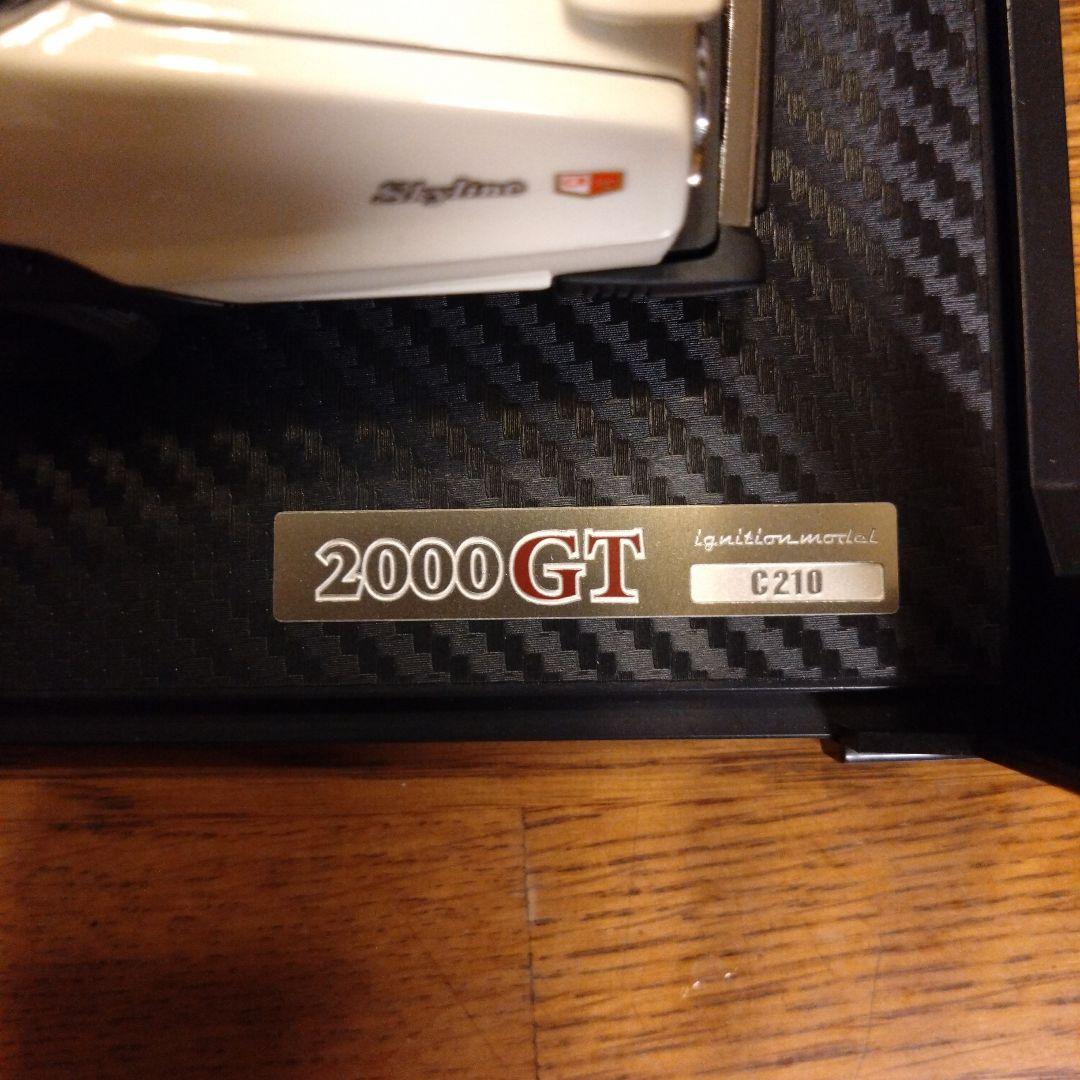 Skyline
2000GT
ignition model
C210